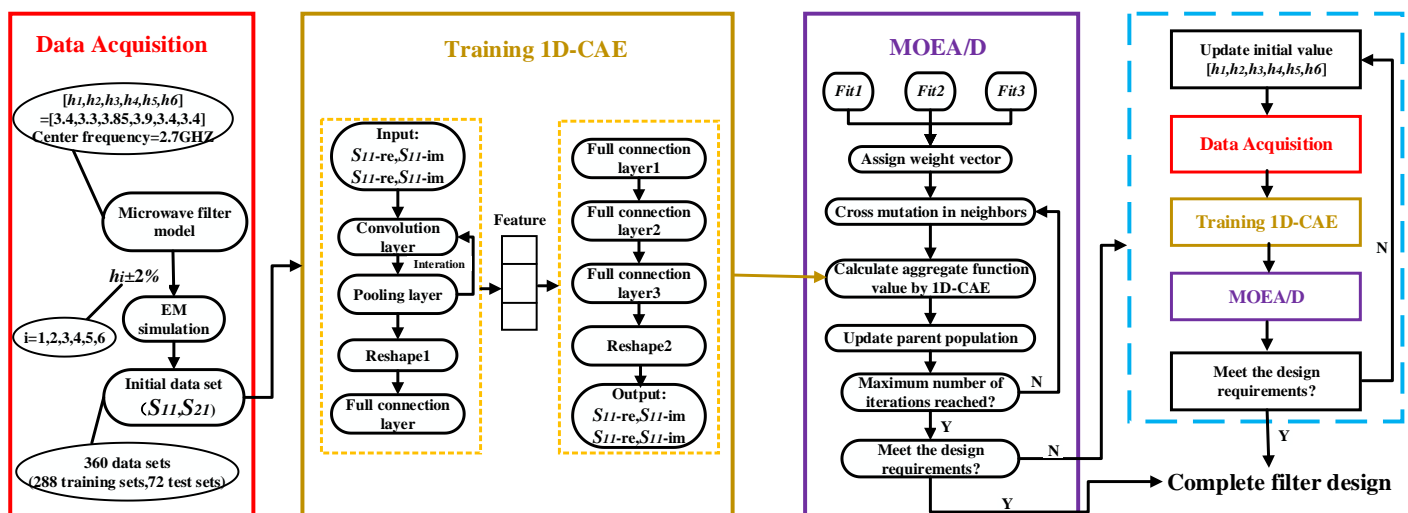 Data Acquisition
[h1,h2,h3,h4,h5,h6]
=[3.4,3.3,3.85,3.9,3.4,3.4]
Center frequency=2.7GHZ
Microwave filter
model
hi±2%
EM
simulation
i=1,2,3,4,5,6
Initial data set
(S11,S21)
360 data sets
(288 training sets,72 test sets)
Training 1D-CAE
Input:
S11-re,S11-im
S11-re,S11-im
Convolution
layer
Interation
Pooling layer
Reshape1
Full connection
layer
Feature
Full connection
layer1
Full connection
layer2
Full connection
layer3
Reshape2
Output:
S11-re,S11-im
S11-re,S11-im
MOEA/D
Fit1
Fit2
Fit3
Assign weight vector
Cross mutation in neighbors
Calculate aggregate function
value by 1D-CAE
Update parent population
Maximum number of
iterations reached?
N
Y
Meet the design
requirements?
N
Y
Update initial value
[h1,h2,h3,h4,h5,h6]
Data Acquisition
Training 1D-CAE
N
MOEA/D
Meet the design
requirements?
Y
Complete filter design